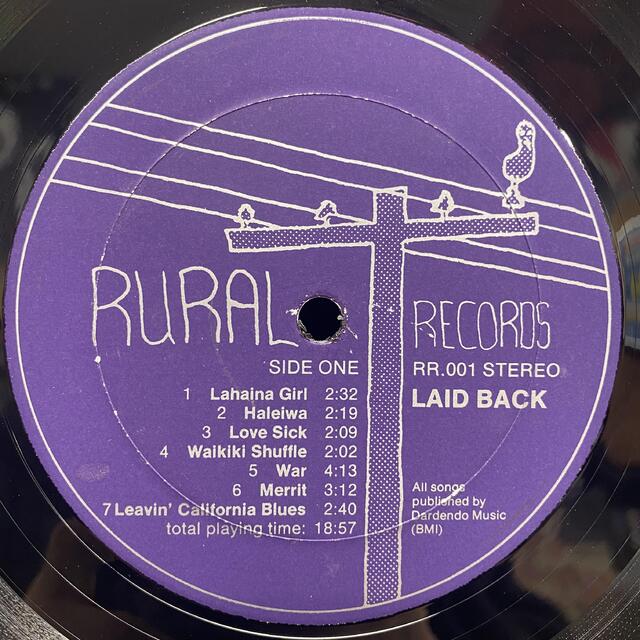 RURAL RECORDS
SIDE ONE
RR.001 STEREO
LAID BACK
1 Lahaina Girl 2:32
2 Haleiwa 2:19
3 Love Sick 2:09
4 Waikiki Shuffle 2:02
5 War 4:13
6 Merrit 3:12
7 Leavin' California Blues 2:40
total playing time: 18:57
All songs
published by
Dardendo Music
(BMI)